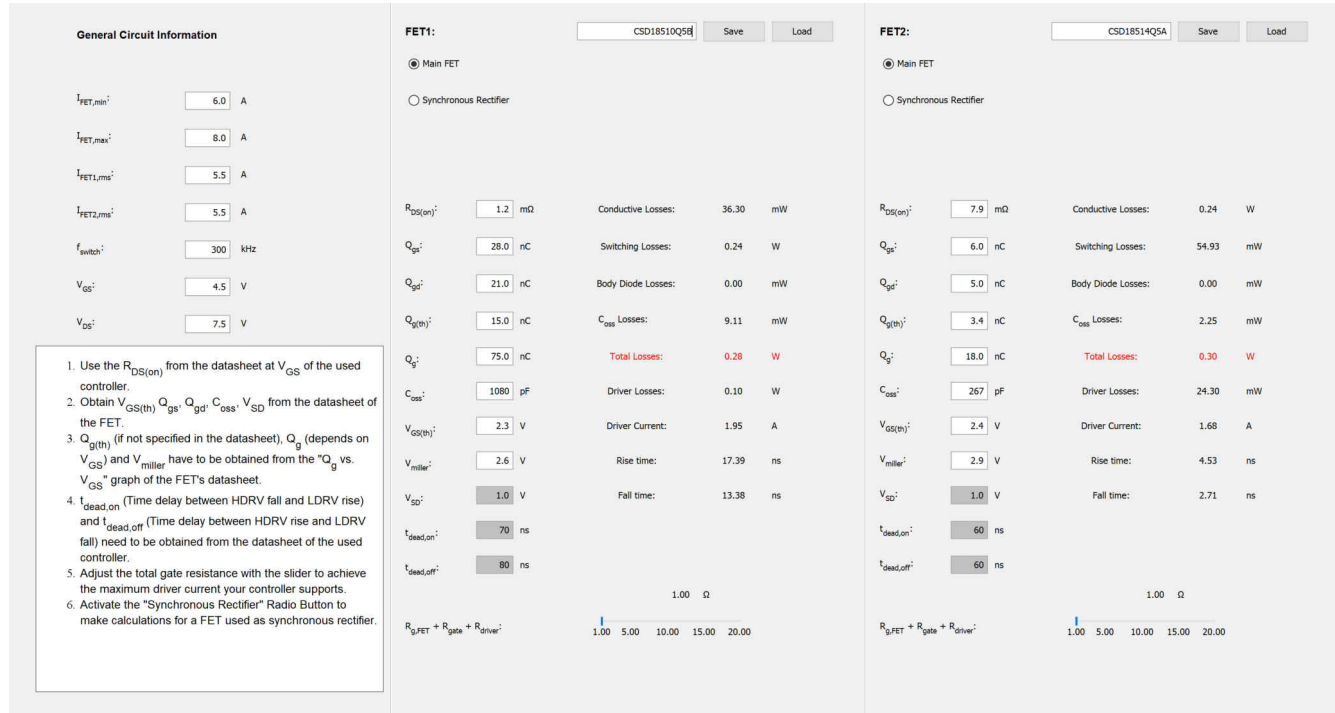 General Circuit Information
I_FET,min: 6.0 A
I_FET,max: 8.0 A
I_FET1,rms: 5.5 A
I_FET2,rms: 5.5 A
f_switch: 300 kHz
V_GS: 4.5 V
V_DS: 7.5 V
1. Use the R_DS(on) from the datasheet at V_GS of the used
controller.
2. Obtain V_GS(th) Q_gs, Q_gd, C_oss, V_SD from the datasheet of
the FET.
3. Q_g(th) (if not specified in the datasheet), Q_g (depends on
V_GS) and V_miller have to be obtained from the "Q_g vs.
V_GS" graph of the FET's datasheet.
4. t_dead,on (Time delay between HDRV fall and LDRV rise)
and t_dead,off (Time delay between HDRV rise and LDRV
fall) need to be obtained from the datasheet of the used
controller.
5. Adjust the total gate resistance with the slider to achieve
the maximum driver current your controller supports.
6. Activate the "Synchronous Rectifier" Radio Button to
make calculations for a FET used as synchronous rectifier.
FET1: CSD18510Q5B Save Load
Main FET
Synchronous Rectifier
R_DS(on): 1.2 mΩ Conductive Losses: 36.30 mW
Q_gs: 28.0 nC Switching Losses: 0.24 W
Q_gd: 21.0 nC Body Diode Losses: 0.00 mW
Q_g(th): 15.0 nC C_oss Losses: 9.11 mW
Q_g: 75.0 nC Total Losses: 0.28 W
C_oss: 1080 pF Driver Losses: 0.10 W
V_GS(th): 2.3 V Driver Current: 1.95 A
V_miller: 2.6 V Rise time: 17.39 ns
V_SD: 1.0 V Fall time: 13.38 ns
t_dead,on: 70 ns
t_dead,off: 80 ns
1.00 Ω
R_g,FET + R_gate + R_driver:
1.00 5.00 10.00 15.00 20.00
FET2: CSD18514Q5A Save Load
Main FET
Synchronous Rectifier
R_DS(on): 7.9 mΩ Conductive Losses: 0.24 W
Q_gs: 6.0 nC Switching Losses: 54.93 mW
Q_gd: 5.0 nC Body Diode Losses: 0.00 mW
Q_g(th): 3.4 nC C_oss Losses: 2.25 mW
Q_g: 18.0 nC Total Losses: 0.30 W
C_oss: 267 pF Driver Losses: 24.30 mW
V_GS(th): 2.4 V Driver Current: 1.68 A
V_miller: 2.9 V Rise time: 4.53 ns
V_SD: 1.0 V Fall time: 2.71 ns
t_dead,on: 60 ns
t_dead,off: 60 ns
1.00 Ω
R_g,FET + R_gate + R_driver:
1.00 5.00 10.00 15.00 20.00